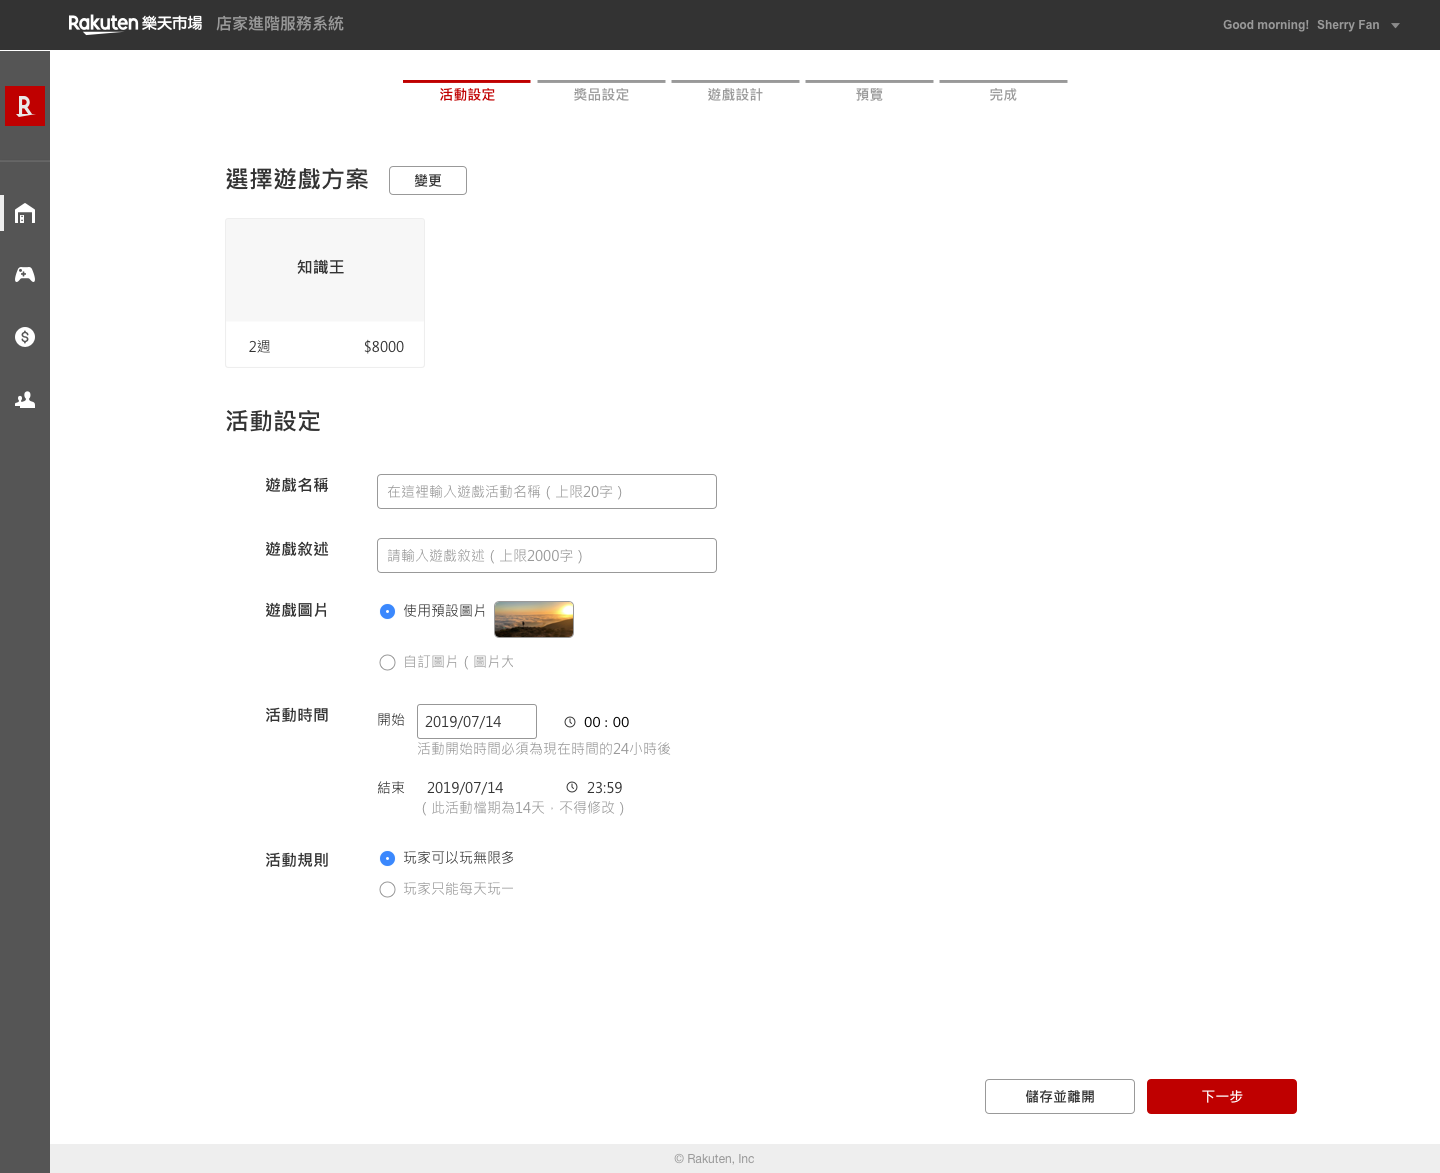 Rakuten 樂天市場 店家進階服務系統
Good morning! Sherry Fan
R
活動設定 獎品設定 遊戲設計 預覽 完成
選擇遊戲方案 變更
知識王
2週 $8000
活動設定
遊戲名稱 在這裡輸入遊戲活動名稱 ( 上限20字 )
遊戲敘述 請輸入遊戲敘述 ( 上限2000字 )
遊戲圖片 使用預設圖片
自訂圖片 ( 圖片大
活動時間 開始 2019/07/14 00 : 00
活動開始時間必須為現在時間的24小時後
結束 2019/07/14 23:59
( 此活動檔期為14天，不得修改 )
活動規則 玩家可以玩無限多
玩家只能每天玩一
儲存並離開 下一步
© Rakuten, Inc